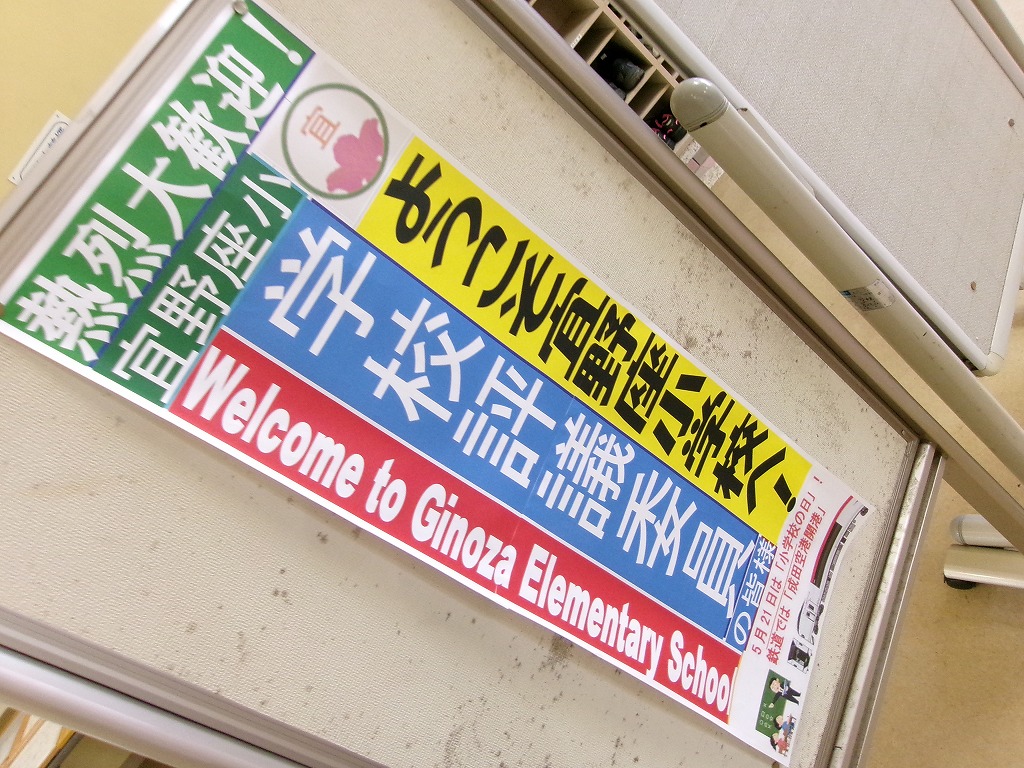 熱烈大歓迎！
宜野座小
宜
ようこそ宜野座小学校へ！
学校評議委員の皆様
Welcome to Ginoza Elementary Schoo
５月２１日は「小学校の日」！
鉄道では「成田空港開港」